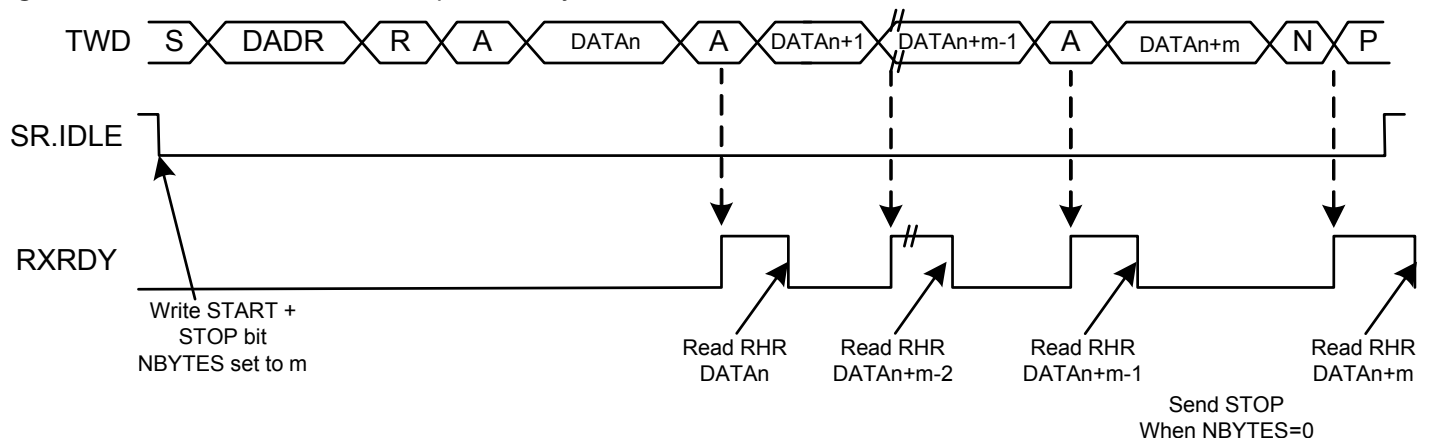 TWD S DADR R A DATAn A DATAn+1 DATAn+m-1 A DATAn+m N P
SR.IDLE
RXRDY
Write START +
STOP bit
NBYTES set to m
Read RHR
DATAn
Read RHR
DATAn+m-2
Read RHR
DATAn+m-1
Read RHR
DATAn+m
Send STOP
When NBYTES=0